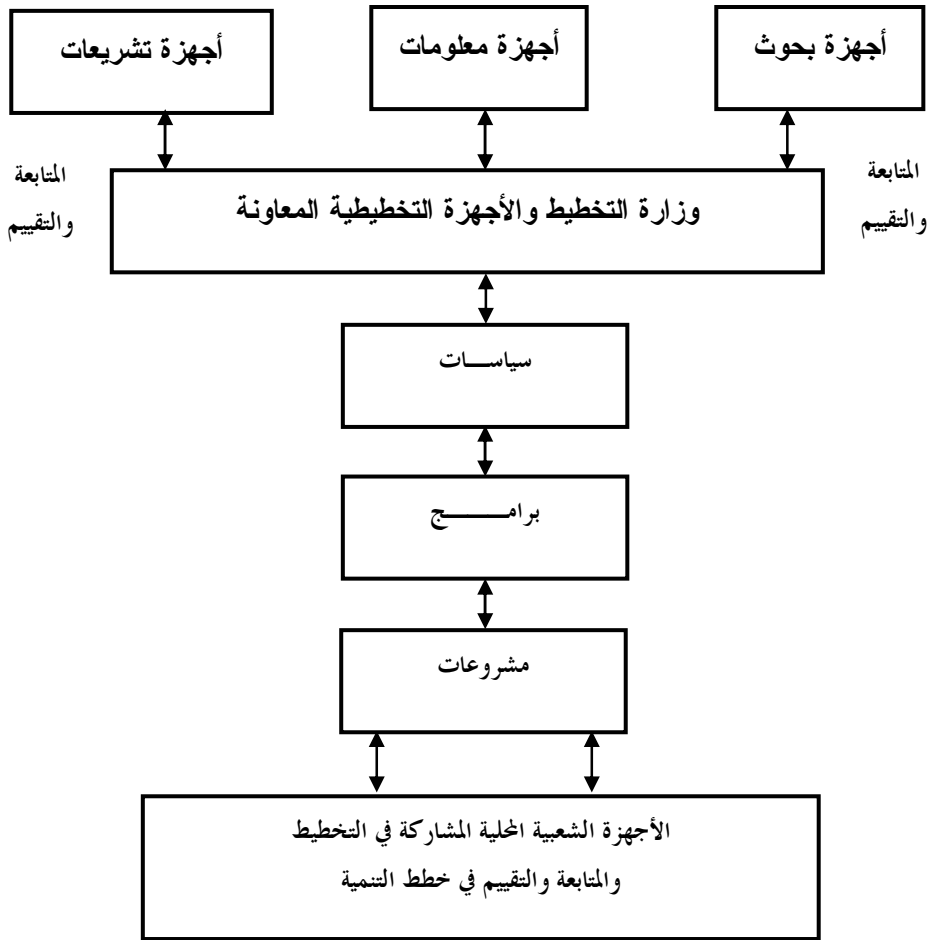 أجهزة بحوث
أجهزة معلومات
أجهزة تشريعات
المتابعة
والتقييم
وزارة التخطيط والأجهزة التخطيطية المعاونة
المتابعة
والتقييم
سياســـات
برامـــــــج
مشروعات
الأجهزة الشعبية المحلية المشاركة في التخطيط
والمتابعة والتقييم في خطط التنمية